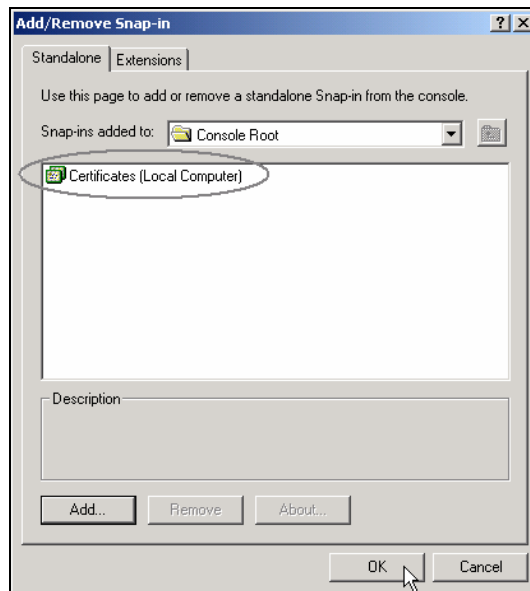 Add/Remove Snap-in
Standalone Extensions
Use this page to add or remove a standalone Snap-in from the console.
Snap-ins added to: Console Root
Certificates (Local Computer)
Description
Add... Remove About...
OK Cancel